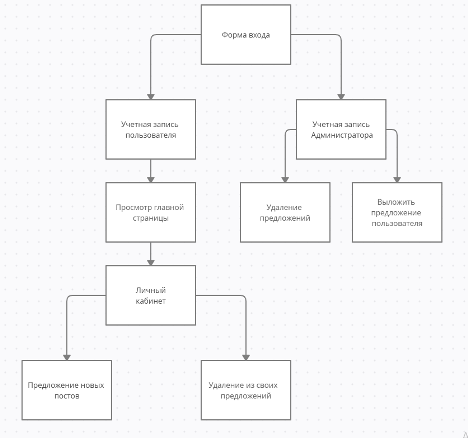 Форма входа
Учетная запись
пользователя
Учетная запись
Администратора
Просмотр главной
страницы
Удаление
предложений
Выложить
предложение
пользователя
Личный
кабинет
Предложение новых
постов
Удаление из своих
предложений